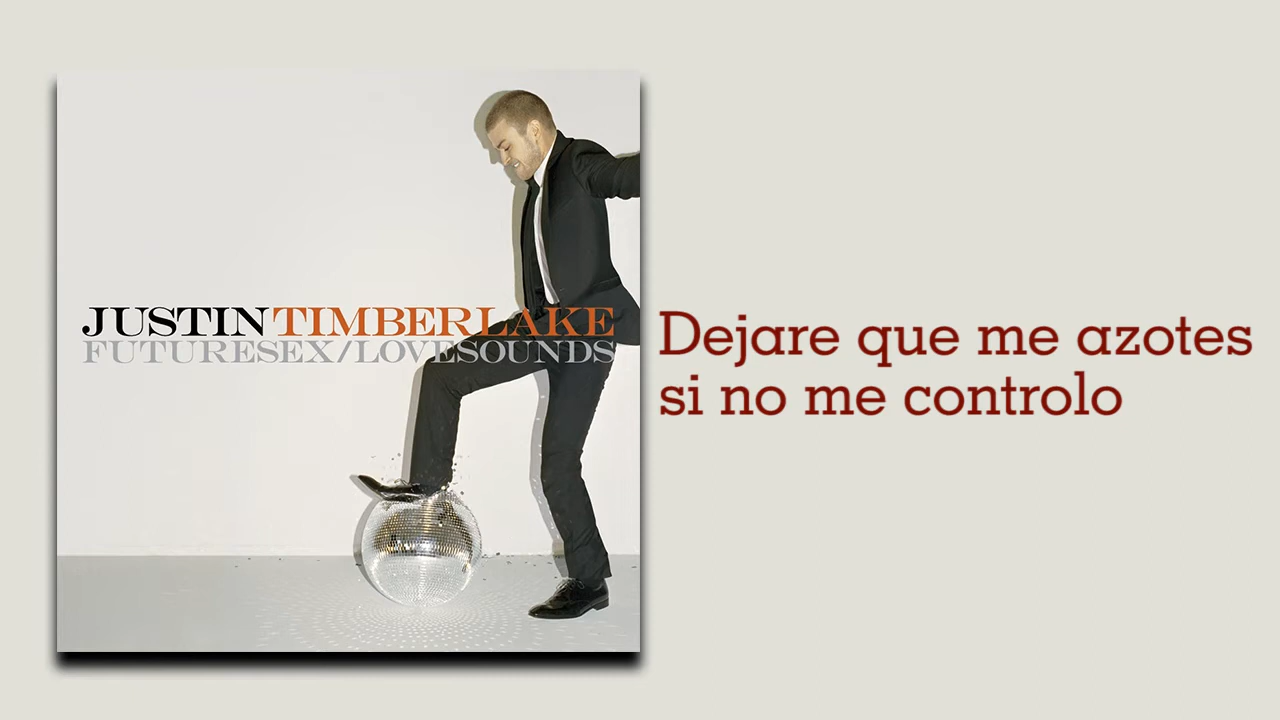 JUSTIN TIMBERLAKE
FUTURESEX/LOVESOUNDS
Dejare que me azotes
si no me controlo